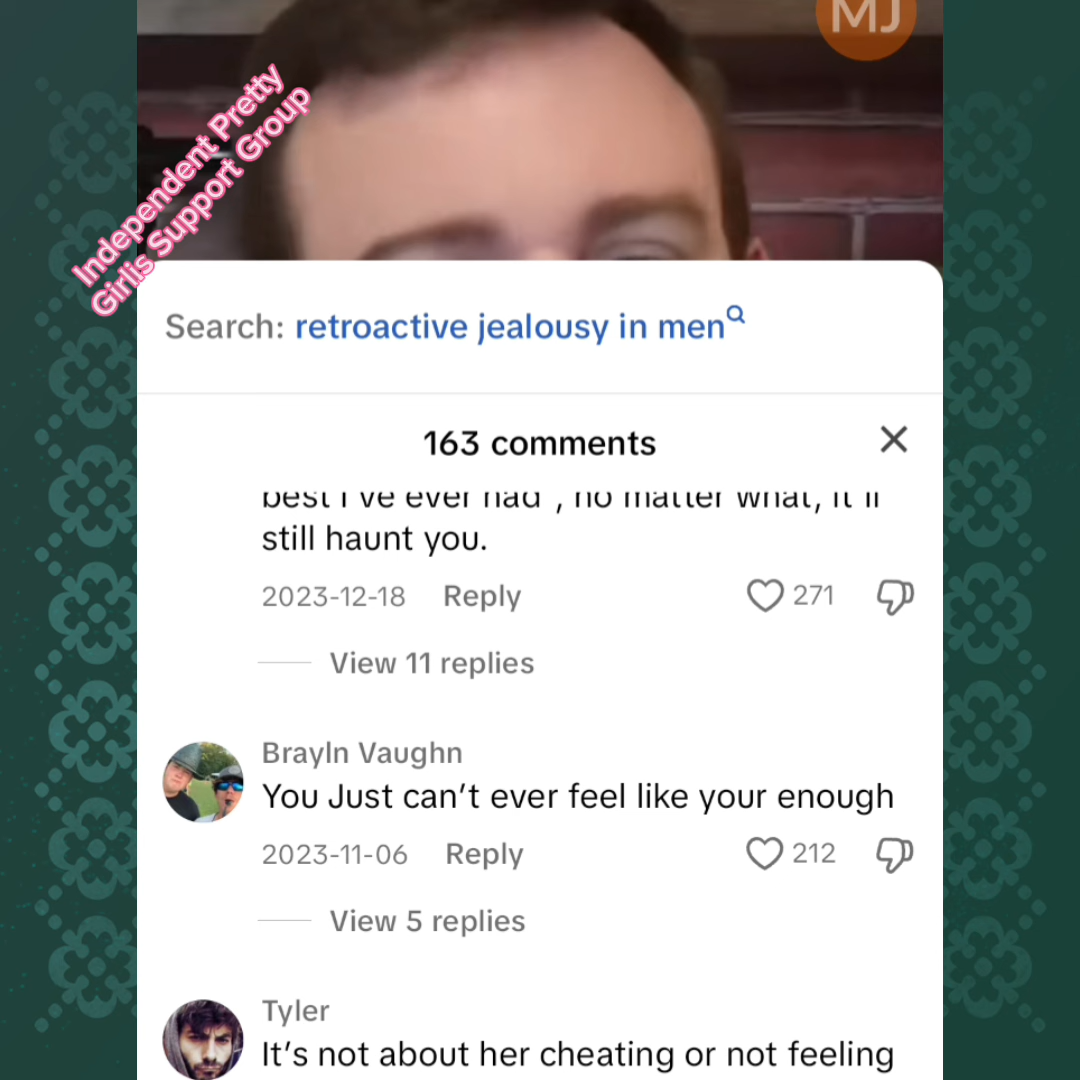 MJ
Independent Pretty
Girlis Support Group
Search: retroactive jealousy in men
163 comments
best I've ever had , no matter what, it'll
still haunt you.
2023-12-18 Reply 271
View 11 replies
Brayln Vaughn
You Just can't ever feel like your enough
2023-11-06 Reply 212
View 5 replies
Tyler
It's not about her cheating or not feeling